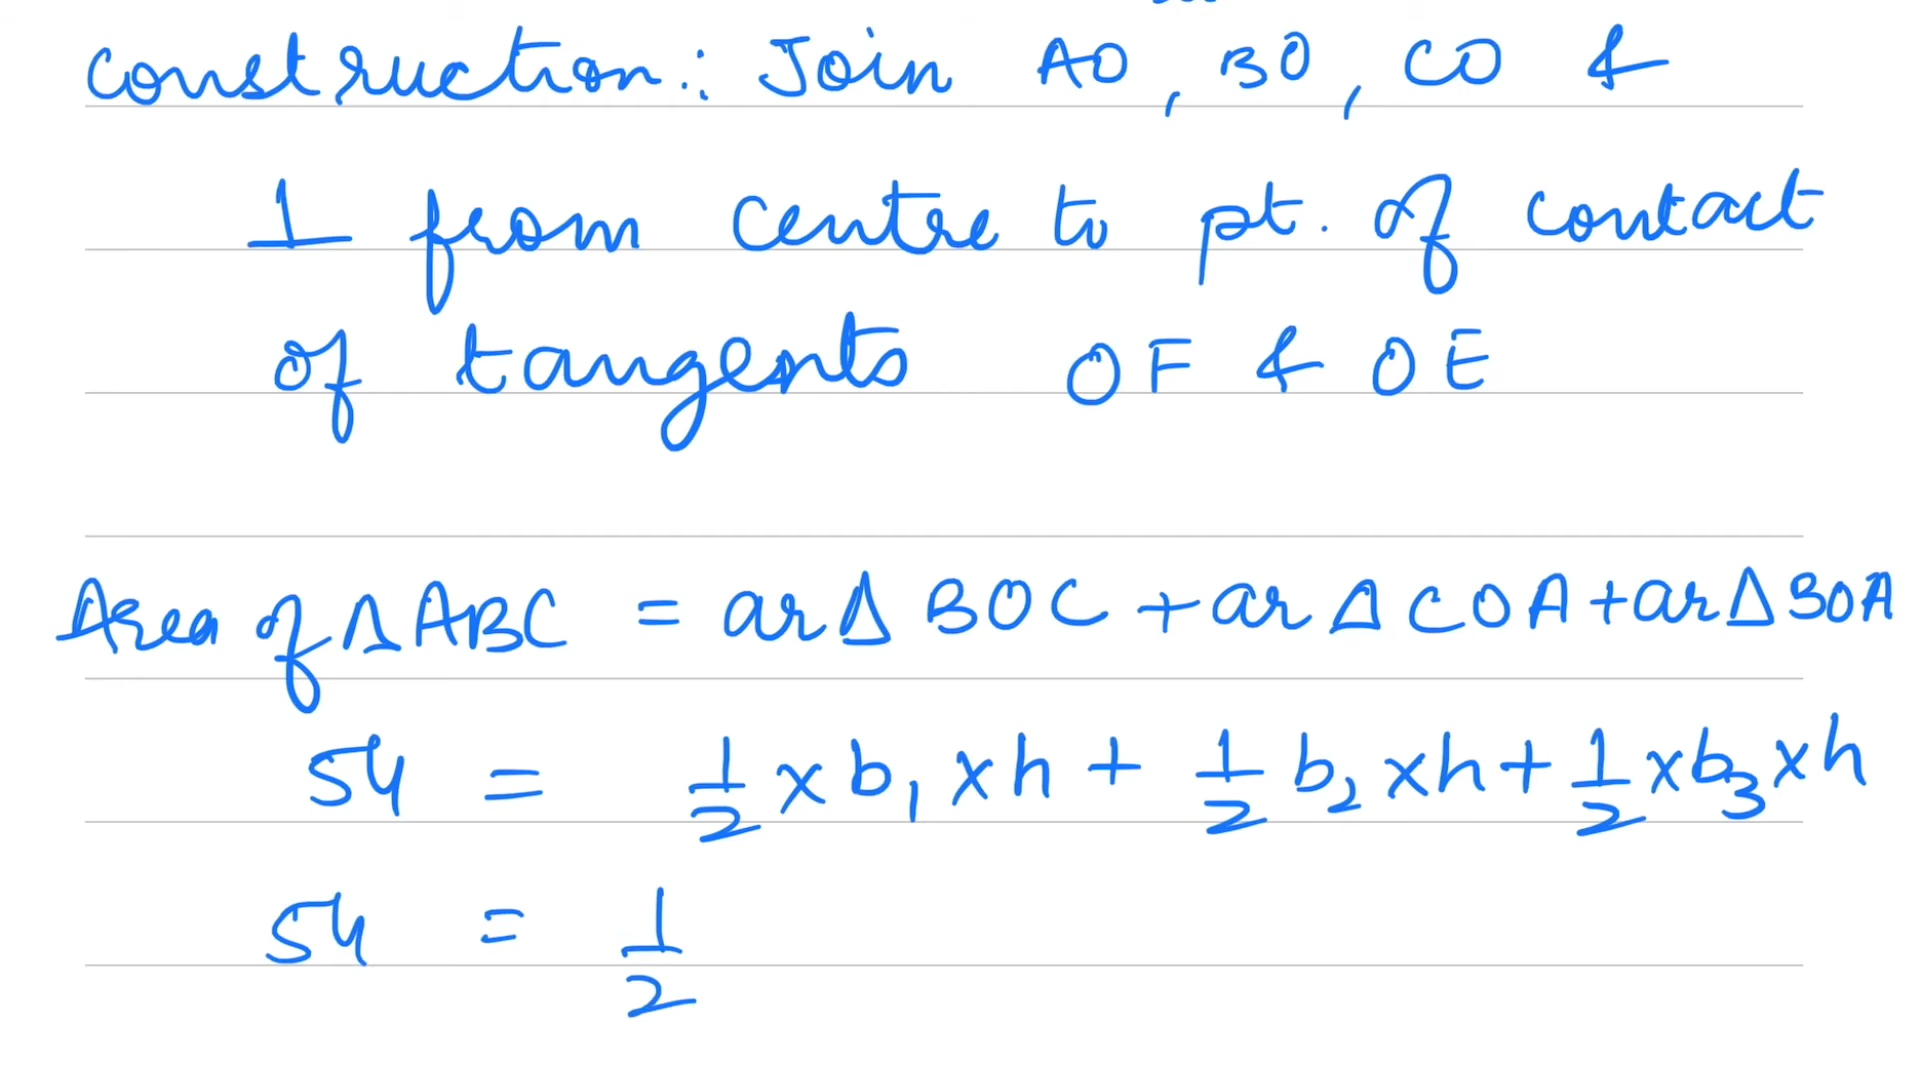 construction: Join AO, BO, CO &
⊥ from centre to pt. of contact
of tangents OF & OE
Area of Δ ABC = ar Δ BOC + ar Δ COA + ar Δ BOA
54 = 1/2 x b₁ x h + 1/2 b₂ x h + 1/2 x b₃ x h
54 = 1/2